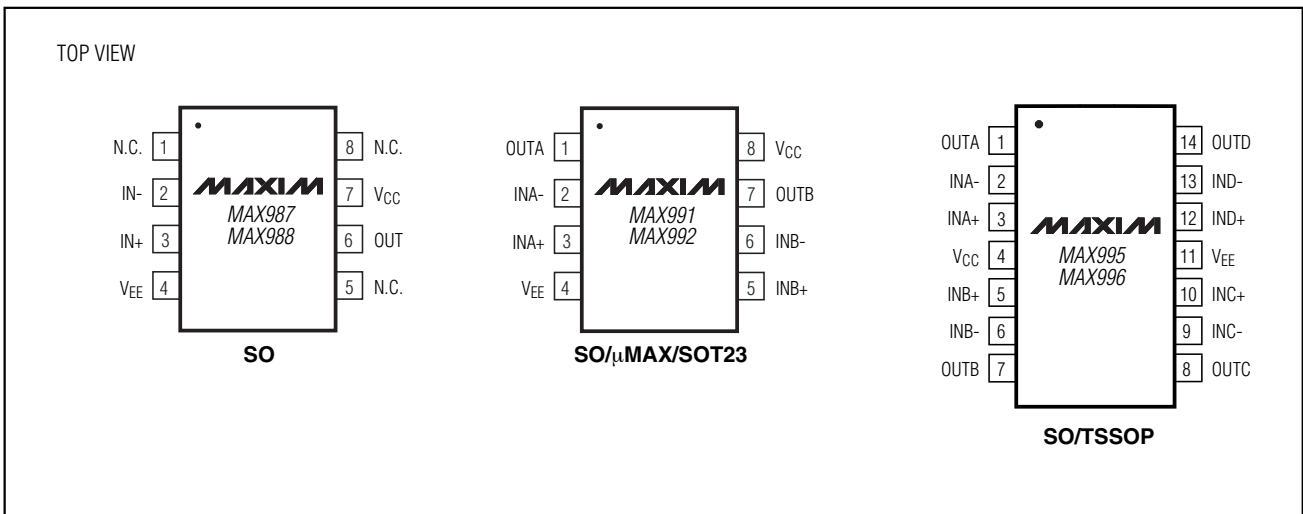 TOP VIEW
N.C. 1
IN- 2
IN+ 3
VEE 4
8 N.C.
7 VCC
6 OUT
5 N.C.
MAXIM
MAX987
MAX988
SO
OUTA 1
INA- 2
INA+ 3
VEE 4
8 VCC
7 OUTB
6 INB-
5 INB+
MAXIM
MAX991
MAX992
SO/µMAX/SOT23
OUTA 1
INA- 2
INA+ 3
VCC 4
INB+ 5
INB- 6
OUTB 7
14 OUTD
13 IND-
12 IND+
11 VEE
10 INC+
9 INC-
8 OUTC
MAXIM
MAX995
MAX996
SO/TSSOP